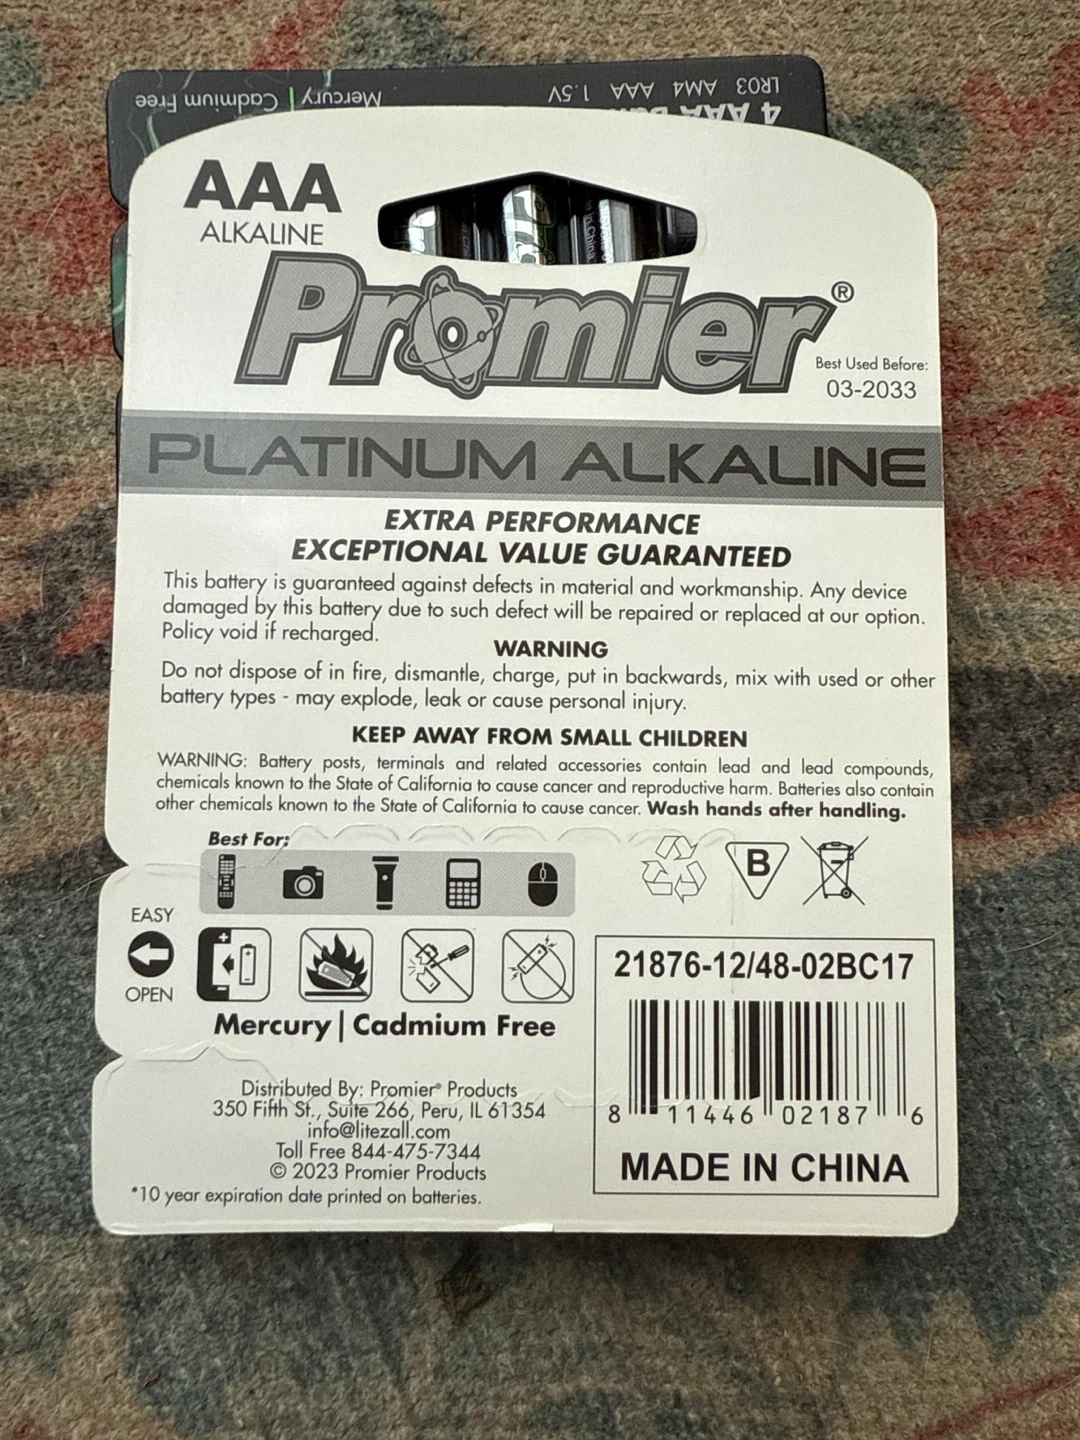 Mercury | Cadmium Free
LR03 AM4 AAA 1.5V
4 AAA
AAA
ALKALINE
Promier®
Best Used Before:
03-2033
PLATINUM ALKALINE
EXTRA PERFORMANCE
EXCEPTIONAL VALUE GUARANTEED
This battery is guaranteed against defects in material and workmanship. Any device
damaged by this battery due to such defect will be repaired or replaced at our option.
Policy void if recharged.
WARNING
Do not dispose of in fire, dismantle, charge, put in backwards, mix with used or other
battery types - may explode, leak or cause personal injury.
KEEP AWAY FROM SMALL CHILDREN
WARNING: Battery posts, terminals and related accessories contain lead and lead compounds,
chemicals known to the State of California to cause cancer and reproductive harm. Batteries also contain
other chemicals known to the State of California to cause cancer. Wash hands after handling.
Best For:
B
EASY
OPEN
+
-
+
-
Mercury | Cadmium Free
21876-12/48-02BC17
8 11446 02187 6
MADE IN CHINA
Distributed By: Promier® Products
350 Fifth St., Suite 266, Peru, IL 61354
info@litezall.com
Toll Free 844-475-7344
© 2023 Promier Products
*10 year expiration date printed on batteries.